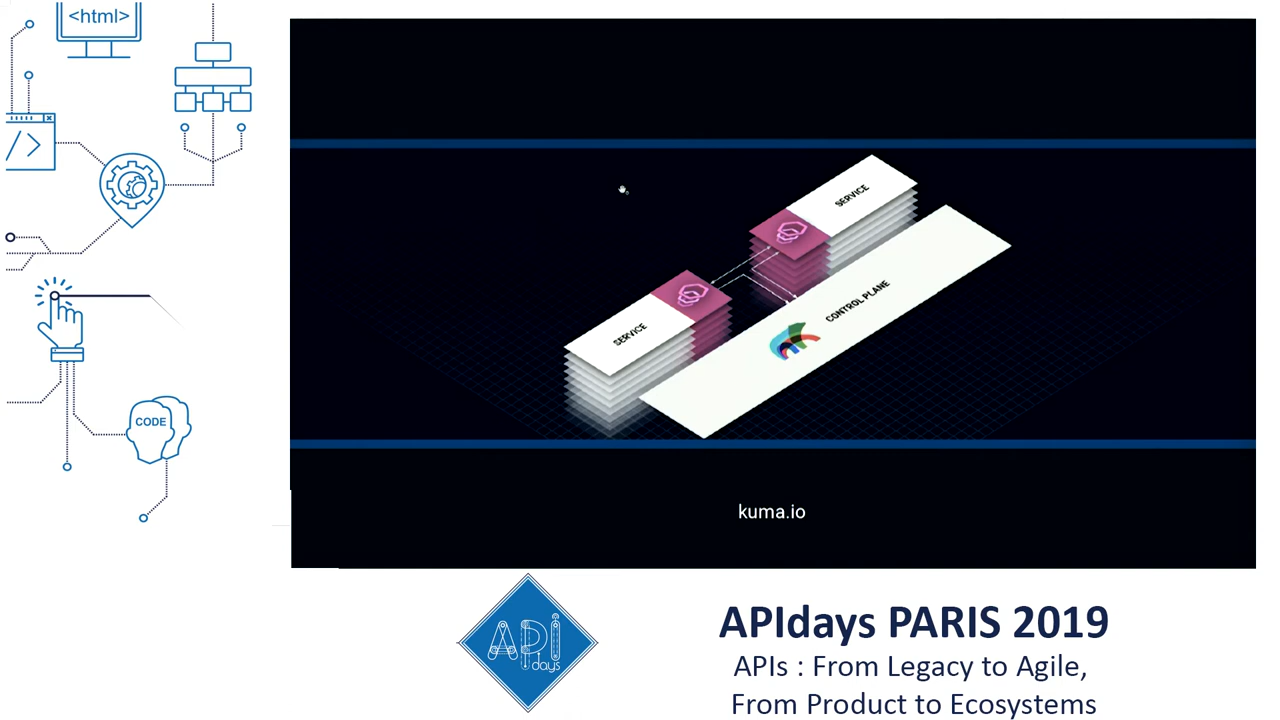 <html>
</>
CODE
SERVICE
SERVICE
CONTROL PLANE
kuma.io
API
days
APIdays PARIS 2019
APIs : From Legacy to Agile,
From Product to Ecosystems